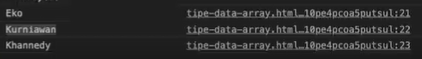 Eko tipe-data-array.html…10pe4pcoa5putsul:21
Kurniawan tipe-data-array.html…10pe4pcoa5putsul:22
Khannedy tipe-data-array.html…10pe4pcoa5putsul:23